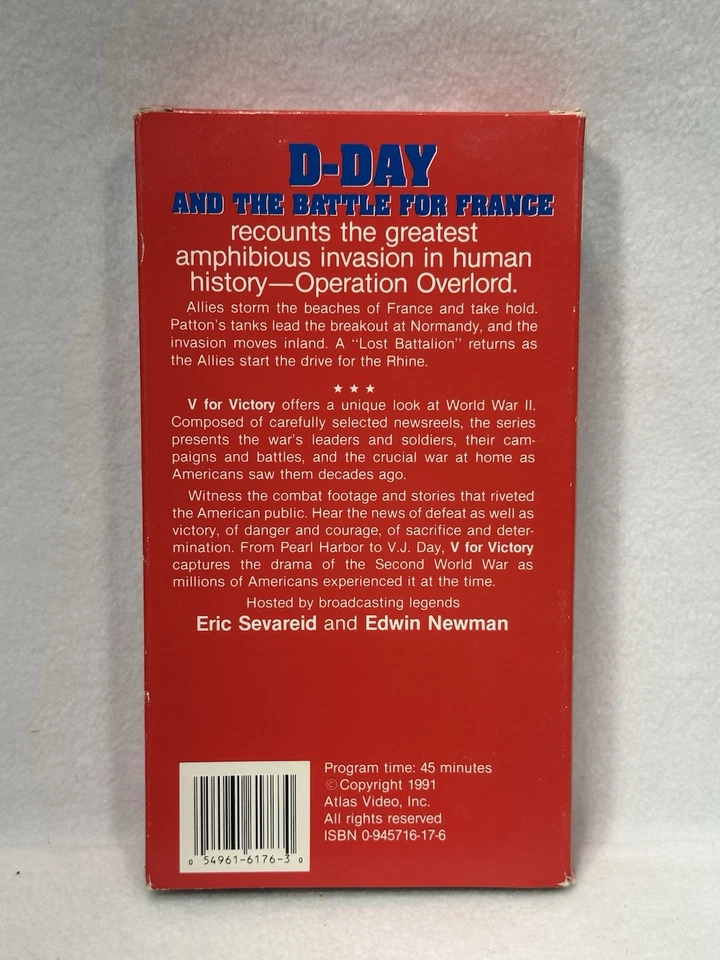 D-DAY
AND THE BATTLE FOR FRANCE
recounts the greatest
amphibious invasion in human
history—Operation Overlord.
Allies storm the beaches of France and take hold.
Patton's tanks lead the breakout at Normandy, and the
invasion moves inland. A "Lost Battalion" returns as
the Allies start the drive for the Rhine.
★ ★ ★
V for Victory offers a unique look at World War II.
Composed of carefully selected newsreels, the series
presents the war's leaders and soldiers, their cam-
paigns and battles, and the crucial war at home as
Americans saw them decades ago.
Witness the combat footage and stories that riveted
the American public. Hear the news of defeat as well as
victory, of danger and courage, of sacrifice and deter-
mination. From Pearl Harbor to V.J. Day, V for Victory
captures the drama of the Second World War as
millions of Americans experienced it at the time.
Hosted by broadcasting legends
Eric Sevareid and Edwin Newman
Program time: 45 minutes
©Copyright 1991
Atlas Video, Inc.
All rights reserved
ISBN 0-945716-17-6
0 54961-6176-3 0